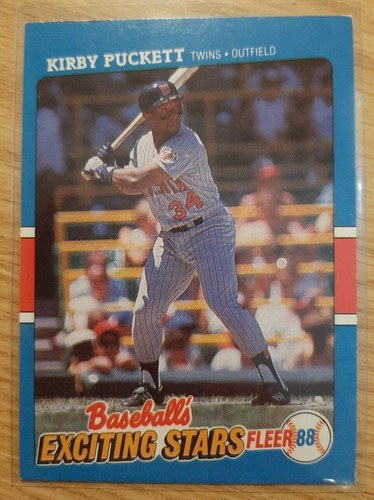 KIRBY PUCKETT TWINS • OUTFIELD
34
Baseball's
EXCITING STARS FLEER 88